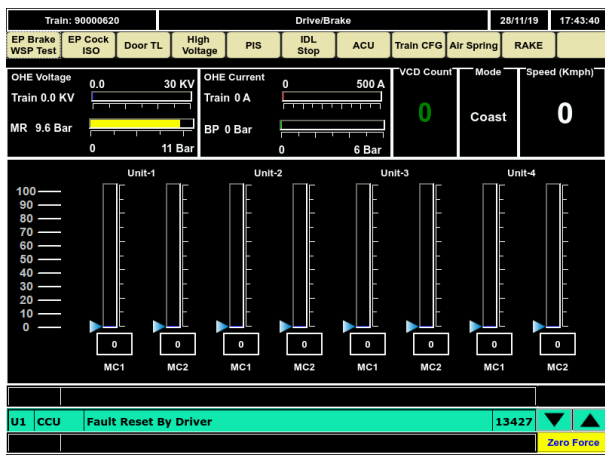 Train: 90000620 Drive/Brake 28/11/19 17:43:40
EP Brake WSP Test
EP Cock ISO
Door TL
High Voltage
PIS
IDL Stop
ACU
Train CFG
Air Spring
RAKE
OHE Voltage 0.0 30 KV
Train 0.0 KV
MR 9.6 Bar
0 11 Bar
OHE Current 0 500 A
Train 0 A
BP 0 Bar
0 6 Bar
VCD Count
0
Mode
Coast
Speed (Kmph)
0
Unit-1 Unit-2 Unit-3 Unit-4
100
90
80
70
60
50
40
30
20
10
0
0 0 0 0 0 0 0 0
MC1 MC2 MC1 MC2 MC1 MC2 MC1 MC2
U1 CCU Fault Reset By Driver 13427
Zero Force